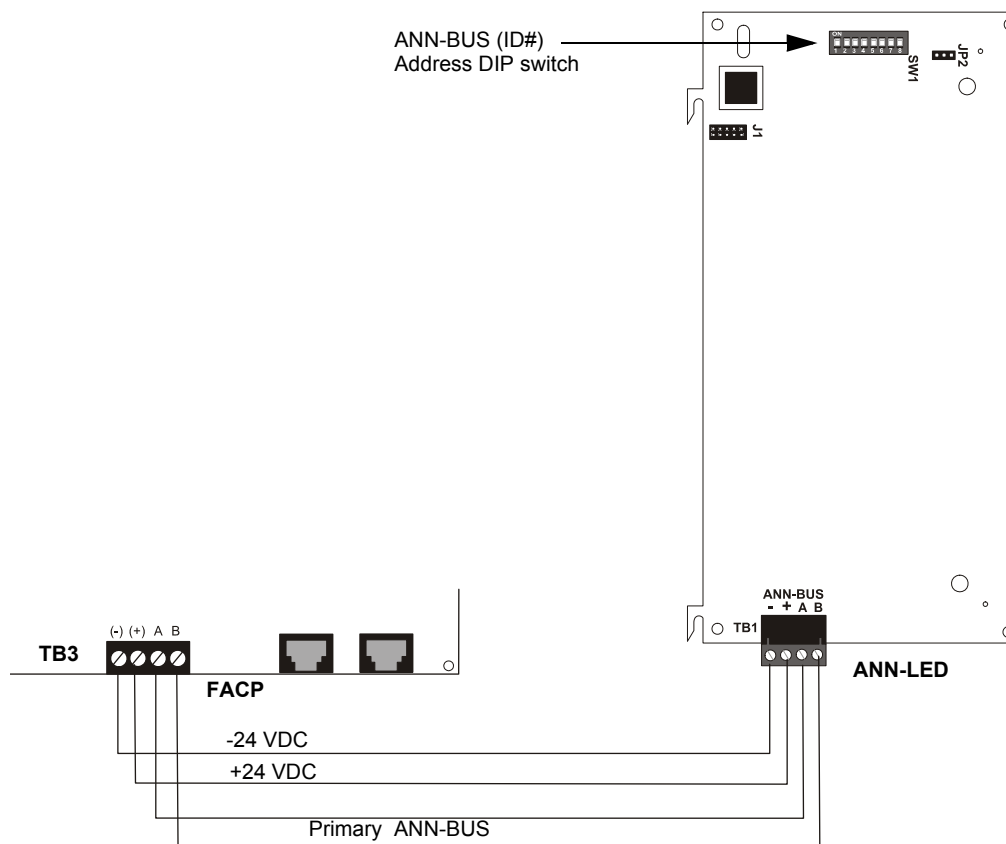 ANN-BUS (ID#)
Address DIP switch
ON
1 2 3 4 5 6 7 8
SW1
JP2
J1
ANN-BUS
- + A B
TB1
ANN-LED
(-) (+) A B
TB3
FACP
-24 VDC
+24 VDC
Primary ANN-BUS